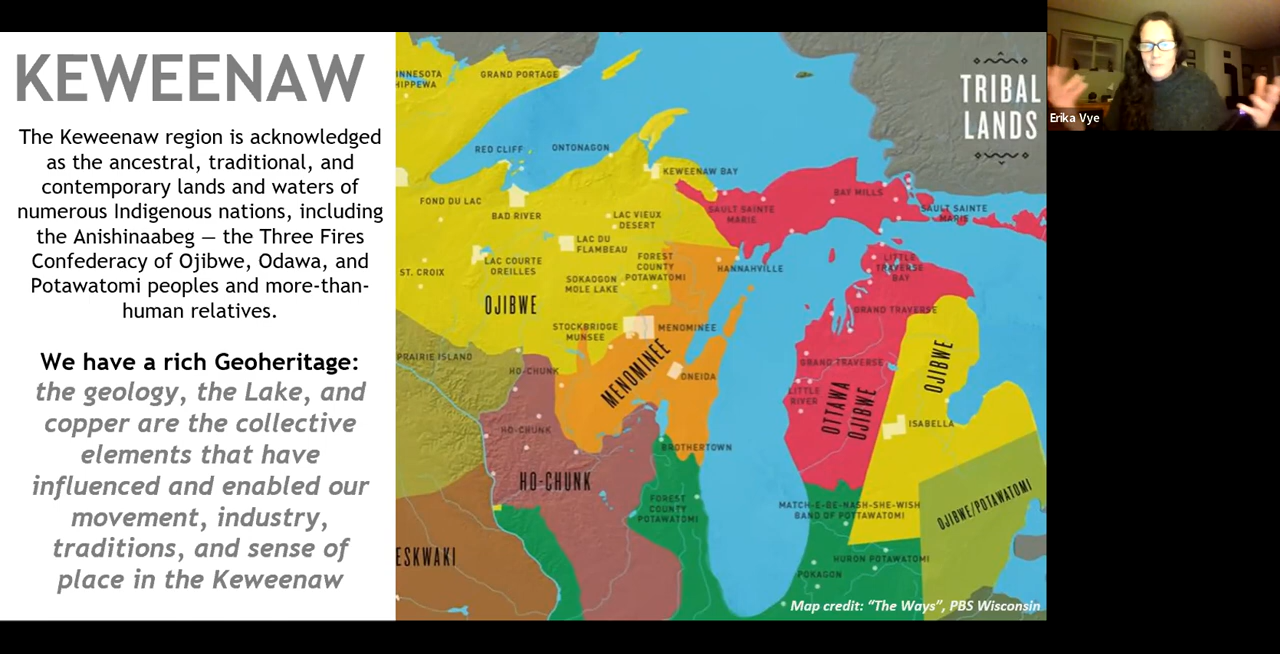 KEWEENAW
The Keweenaw region is acknowledged
as the ancestral, traditional, and
contemporary lands and waters of
numerous Indigenous nations, including
the Anishinaabeg — the Three Fires
Confederacy of Ojibwe, Odawa, and
Potawatomi peoples and more-than-
human relatives.
We have a rich Geoheritage:
the geology, the Lake, and
copper are the collective
elements that have
influenced and enabled our
movement, industry,
traditions, and sense of
place in the Keweenaw
INNESOTA
HIPPEWA
GRAND PORTAGE
TRIBAL
LANDS
RED CLIFF
ONTONAGON
KEWEENAW BAY
FOND DU LAC
BAD RIVER
LAC VIEUX
DESERT
SAULT SAINTE
MARIE
BAY MILLS
SAULT SAINTE
MARIE
LAC DU
FLAMBEAU
ST. CROIX
LAC COURTE
OREILLES
FOREST
COUNTY
POTAWATOMI
HANNAHVILLE
LITTLE
TRAVERSE
BAY
SOKAOGON
MOLE LAKE
OJIBWE
GRAND TRAVERSE
STOCKBRIDGE
MUNSEE
MENOMINEE
PRAIRIE ISLAND
HO-CHUNK
MENOMINEE
ONEIDA
GRAND TRAVERSE
OJIBWE
LITTLE
RIVER
OTTAWA
OJIBWE
HO-CHUNK
ISABELLA
BROTHERTOWN
HO-CHUNK
FOREST
COUNTY
POTAWATOMI
MATCH-E-BE-NASH-SHE-WISH
BAND OF POTTAWATOMI
OJIBWE/POTAWATOMI
ESKWAKI
HURON POTAWATOMI
POKAGON
Map credit: "The Ways", PBS Wisconsin
Erika Vye